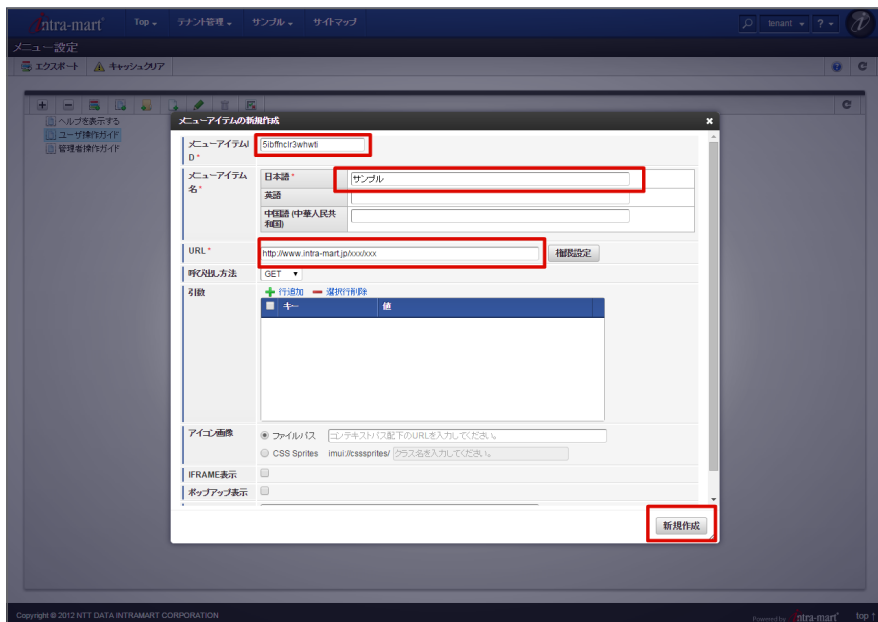 intra-mart Top テナント管理 サンプル サイトマップ tenant ?
メニュー設定
エクスポート キャッシュクリア
ヘルプを表示する
ユーザ操作ガイド
管理者操作ガイド
メニューアイテムの新規作成
メニューアイテムI
D *
5ibffnclr3whwti
メニューアイテム
名 *
日本語 * サンプル
英語
中国語 (中華人民共
和国)
URL * http://www.intra-mart.jp/xxx/xxx 権限設定
呼び出し方法 GET
引数 行追加 選択行削除
キー 値
アイコン画像 ファイルパス コンテキストパス配下のURLを入力してください。
CSS Sprites imui://csssprites/ クラス名を入力してください。
IFRAME表示
ポップアップ表示
新規作成
Copyright © 2012 NTT DATA INTRAMART CORPORATION Powered by intra-mart top ↑